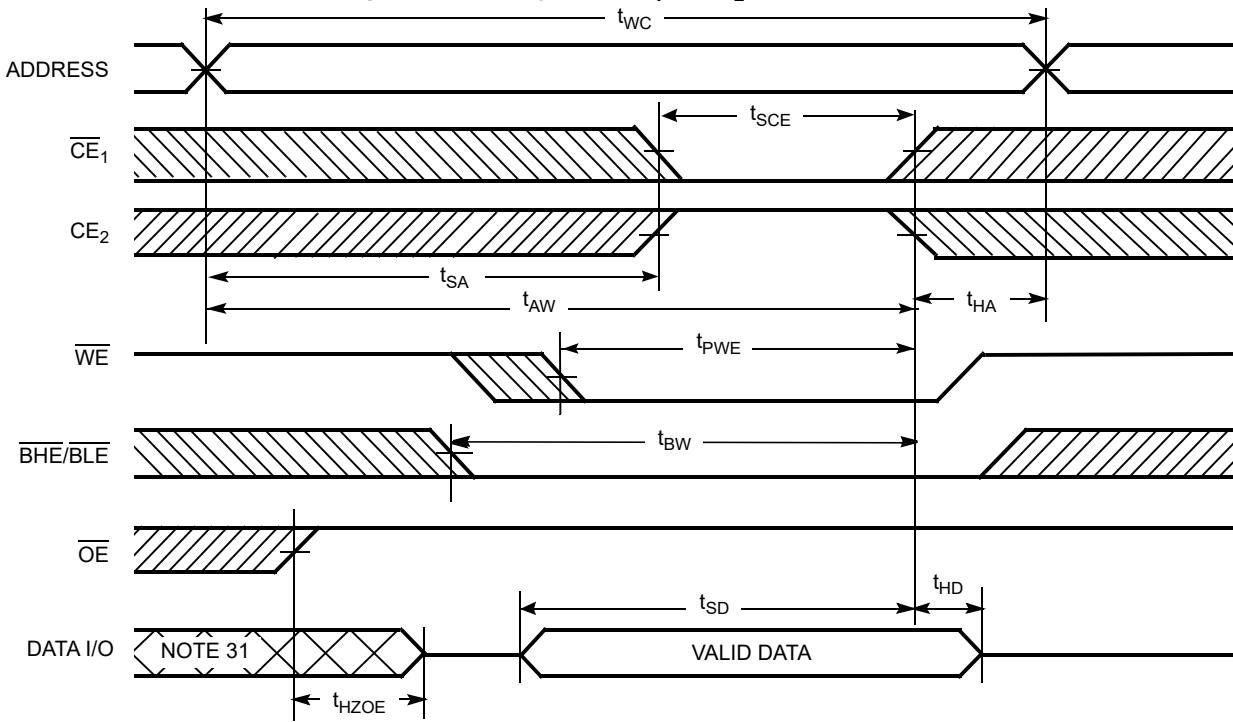 tWC
ADDRESS
tSCE
CE1
CE2
tSA
tAW
tHA
WE
tPWE
BHE/BLE
tBW
OE
tHD
tSD
DATA I/O
NOTE 31
VALID DATA
tHZOE